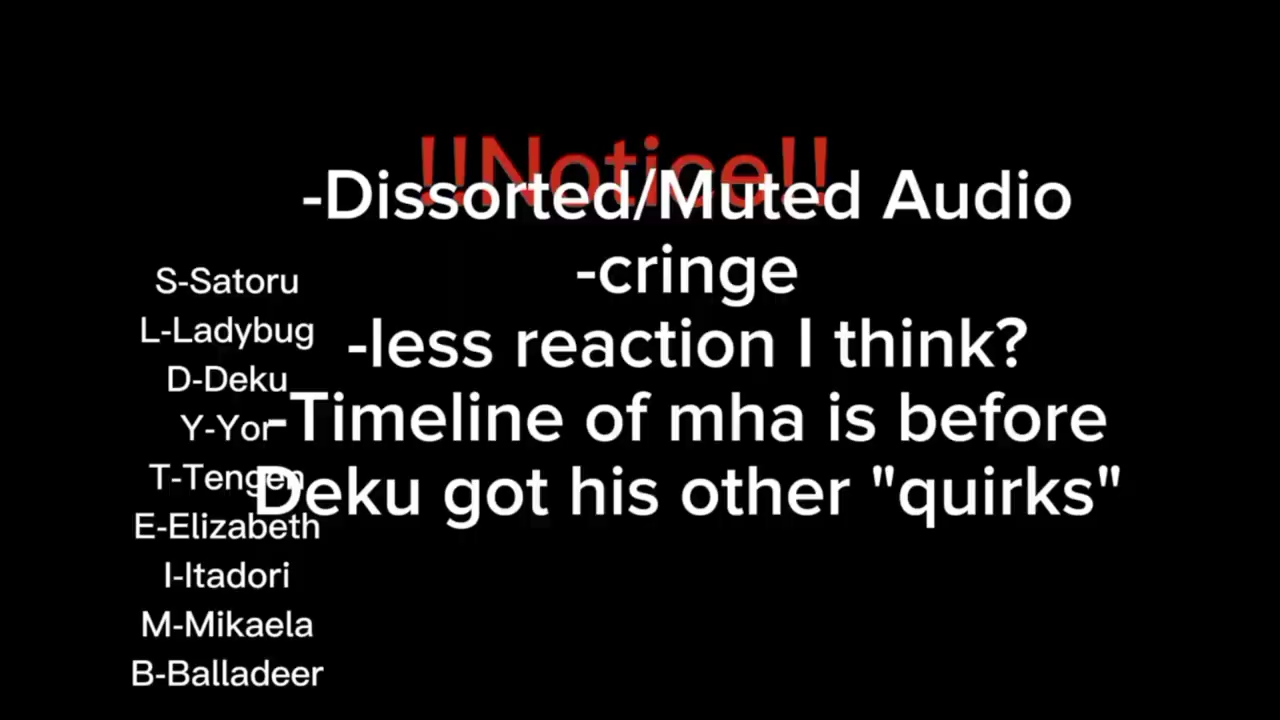 !!Notice!!
-Dissorted/Muted Audio
-cringe
-less reaction I think?
-Timeline of mha is before
Deku got his other "quirks"
S-Satoru
L-Ladybug
D-Deku
Y-Yor
T-Tengen
E-Elizabeth
I-Itadori
M-Mikaela
B-Balladeer